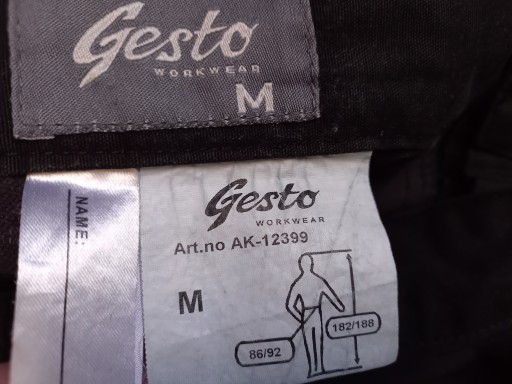 Gesto
WORKWEAR
M
NAME:
Gesto
WORKWEAR
Art.no AK-12399
M
182/188
86/92